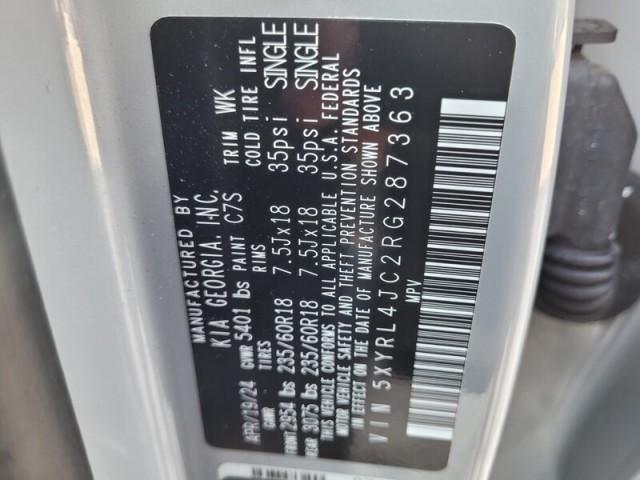 MANUFACTURED BY
KIA GEORGIA, INC.
APR/19/24 GVWR 5401 lbs PAINT C7S TRIM WK
GAWR TIRES RIMS COLD TIRE INFL
FRONT 2954 lbs 235/60R18 7.5Jx18 35psi SINGLE
REAR 3075 lbs 235/60R18 7.5Jx18 35psi SINGLE
THIS VEHICLE CONFORMS TO ALL APPLICABLE U.S.A FEDERAL
VEHICLE SAFETY AND THEFT PREVENTION STANDARDS
IN EFFECT ON THE DATE OF MANUFACTURE SHOWN ABOVE
VIN 5XYRL4JC2RG287363
MPV